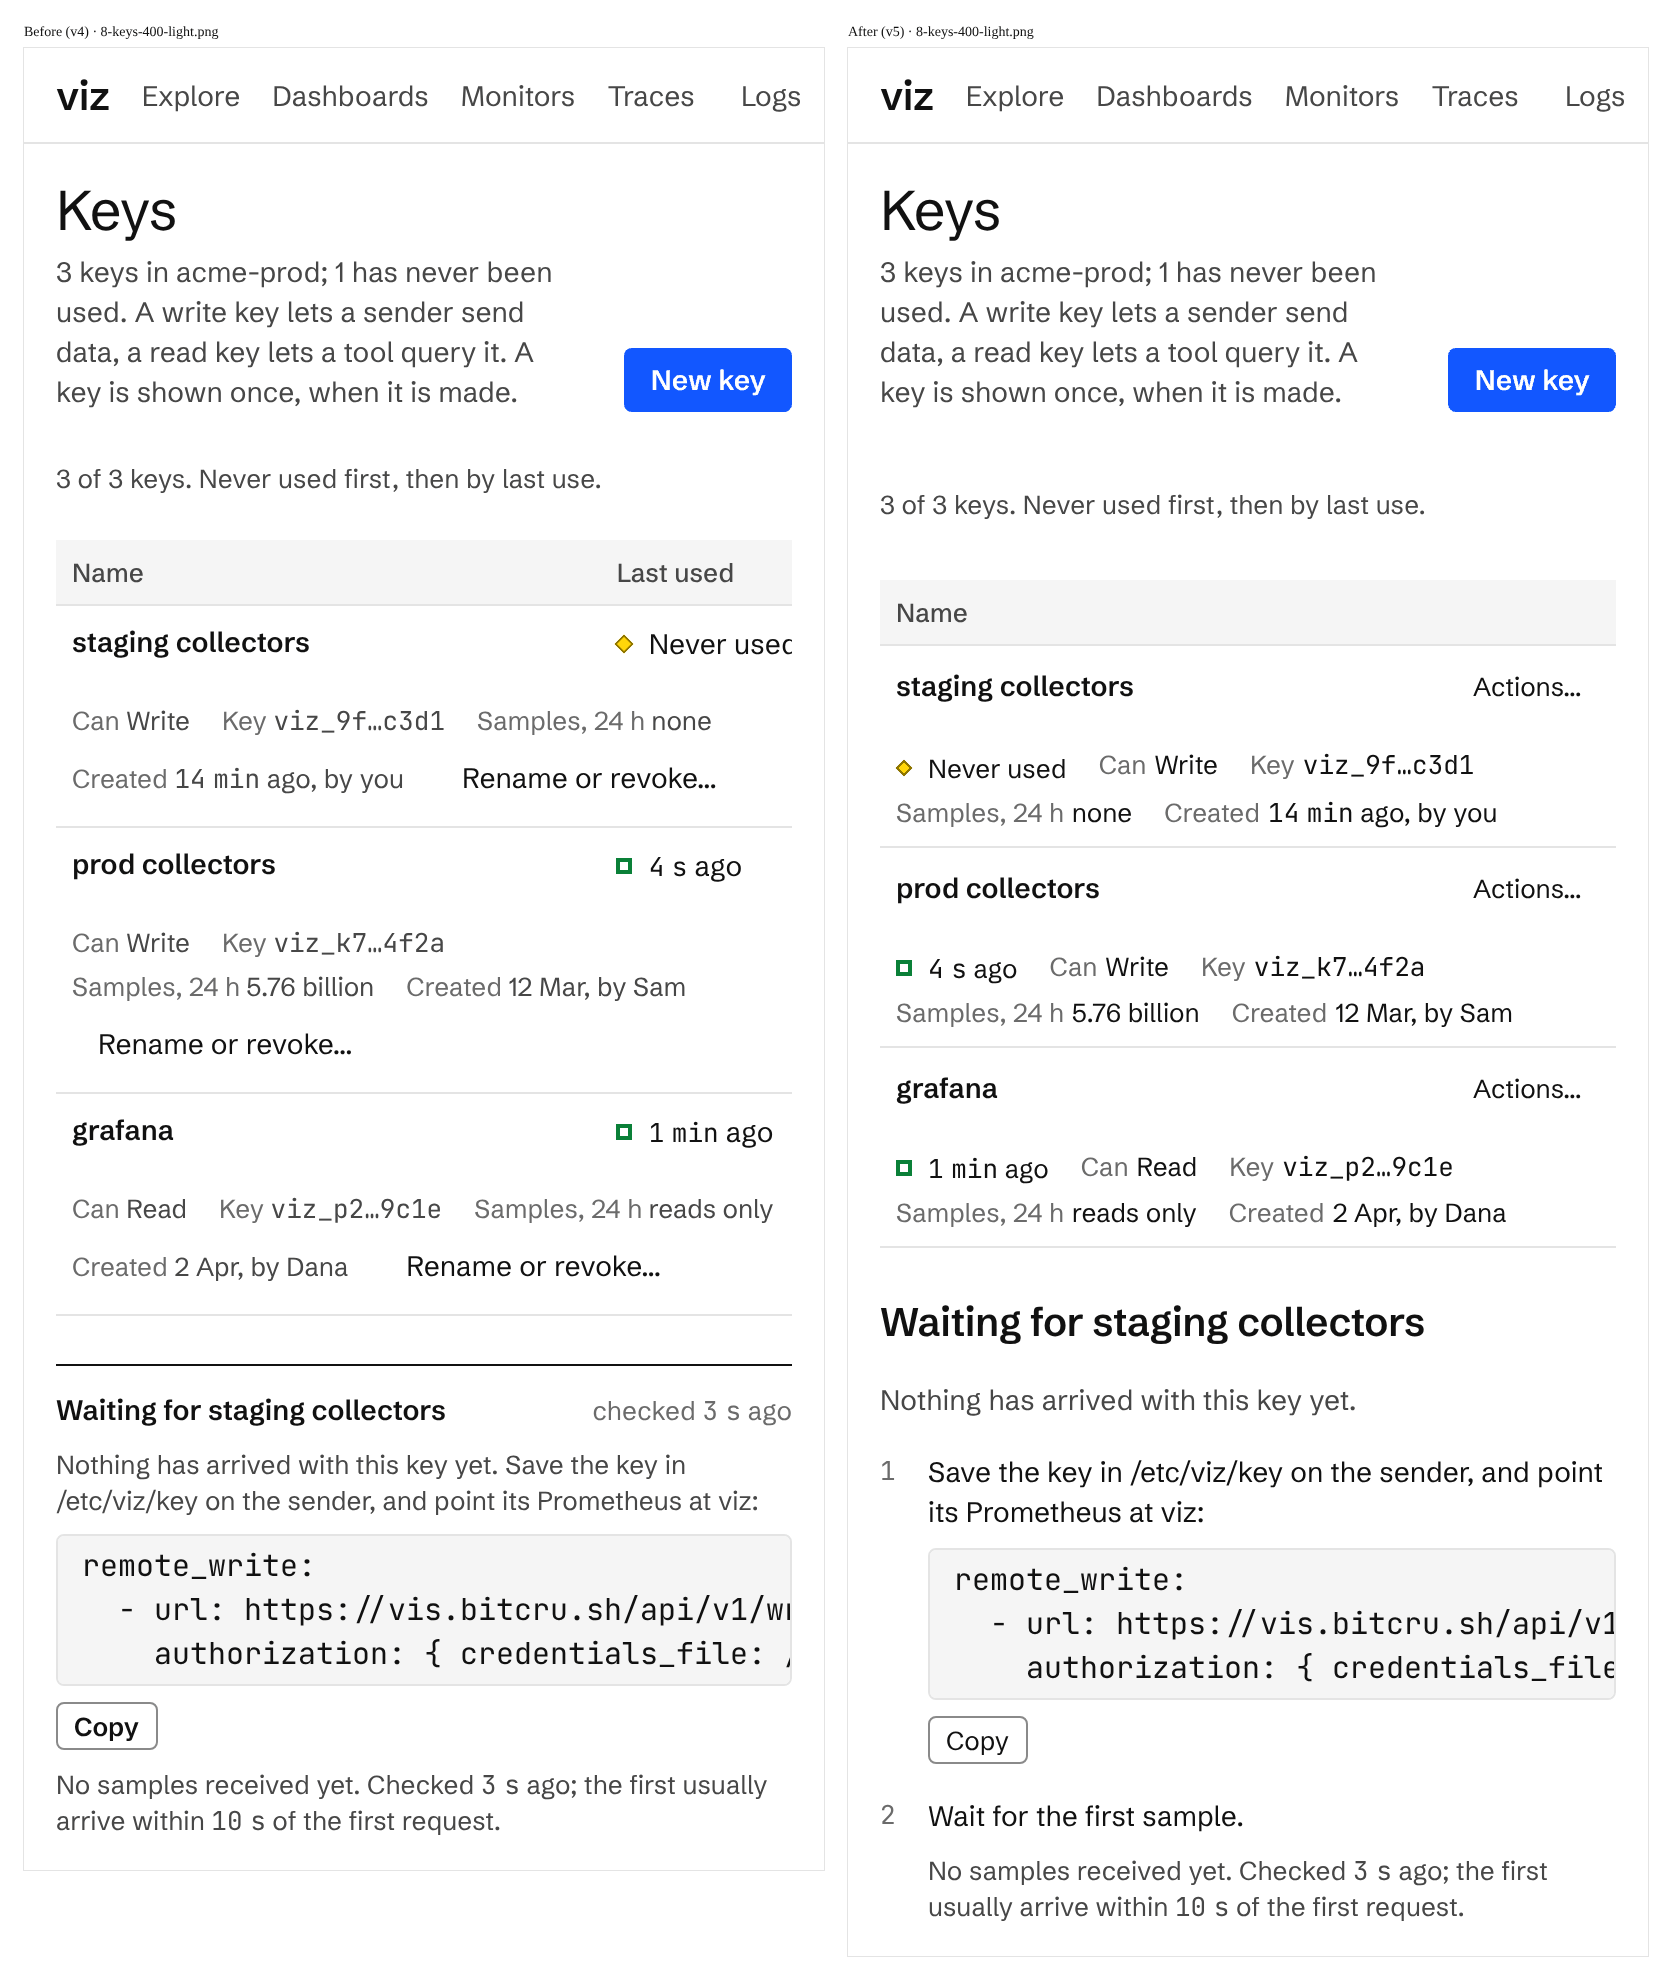 Before (v4) · 8-keys-400-light.png
viz Explore Dashboards Monitors Traces Logs
Keys
3 keys in acme-prod; 1 has never been
used. A write key lets a sender send
data, a read key lets a tool query it. A
key is shown once, when it is made.
New key
3 of 3 keys. Never used first, then by last use.
Name Last used
staging collectors Never used
Can Write Key viz_9f…c3d1 Samples, 24 h none
Created 14 min ago, by you Rename or revoke…
prod collectors 4 s ago
Can Write Key viz_k7…4f2a
Samples, 24 h 5.76 billion Created 12 Mar, by Sam
Rename or revoke…
grafana 1 min ago
Can Read Key viz_p2…9c1e Samples, 24 h reads only
Created 2 Apr, by Dana Rename or revoke…
Waiting for staging collectors checked 3 s ago
Nothing has arrived with this key yet. Save the key in
/etc/viz/key on the sender, and point its Prometheus at viz:
remote_write:
- url: https://vis.bitcru.sh/api/v1/wr
authorization: { credentials_file: /
Copy
No samples received yet. Checked 3 s ago; the first usually
arrive within 10 s of the first request.
After (v5) · 8-keys-400-light.png
viz Explore Dashboards Monitors Traces Logs
Keys
3 keys in acme-prod; 1 has never been
used. A write key lets a sender send
data, a read key lets a tool query it. A
key is shown once, when it is made.
New key
3 of 3 keys. Never used first, then by last use.
Name
staging collectors Actions…
Never used Can Write Key viz_9f…c3d1
Samples, 24 h none Created 14 min ago, by you
prod collectors Actions…
4 s ago Can Write Key viz_k7…4f2a
Samples, 24 h 5.76 billion Created 12 Mar, by Sam
grafana Actions…
1 min ago Can Read Key viz_p2…9c1e
Samples, 24 h reads only Created 2 Apr, by Dana
Waiting for staging collectors
Nothing has arrived with this key yet.
1 Save the key in /etc/viz/key on the sender, and point
its Prometheus at viz:
remote_write:
- url: https://vis.bitcru.sh/api/v1
authorization: { credentials_file
Copy
2 Wait for the first sample.
No samples received yet. Checked 3 s ago; the first
usually arrive within 10 s of the first request.